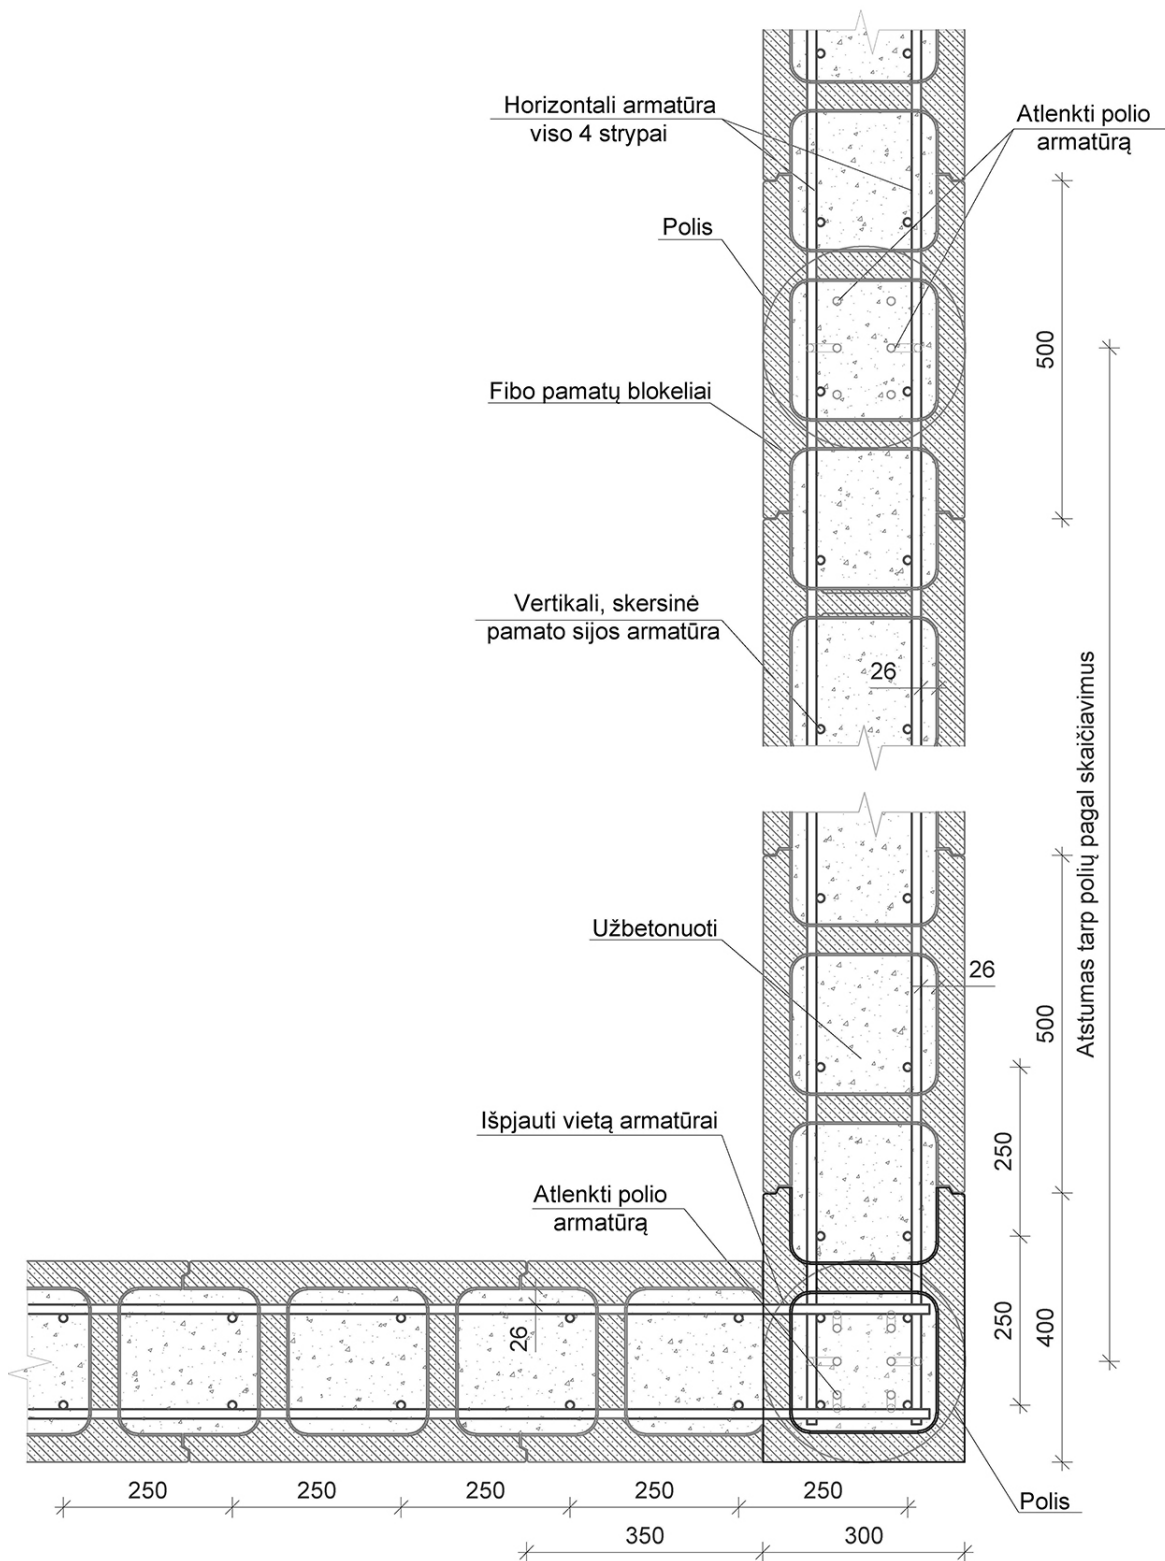 Horizontali armatūra
viso 4 strypai
Atlenkti polio
armatūrą
Polis
500
Fibo pamatų blokeliai
Vertikali, skersinė
pamato sijos armatūra
26
Atstumas tarp polių pagal skaičiavimus
Užbetonuoti
26
500
Išpjauti vietą armatūrai
250
Atlenkti polio
armatūrą
26
250
400
250
250
250
250
250
Polis
350
300